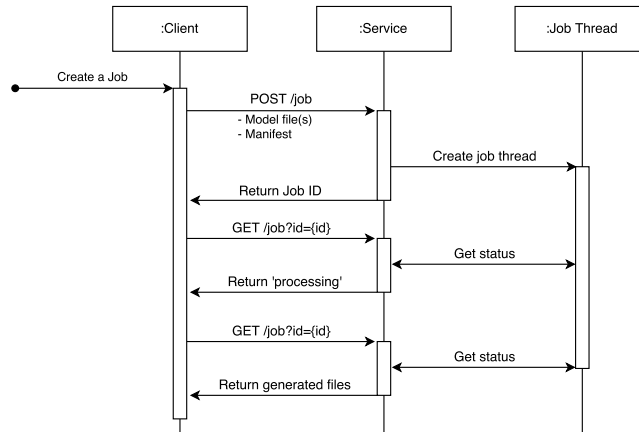 :Client
:Service
:Job Thread
Create a Job
POST /job
- Model file(s)
- Manifest
Create job thread
Return Job ID
GET /job?id={id}
Get status
Return 'processing'
GET /job?id={id}
Get status
Return generated files